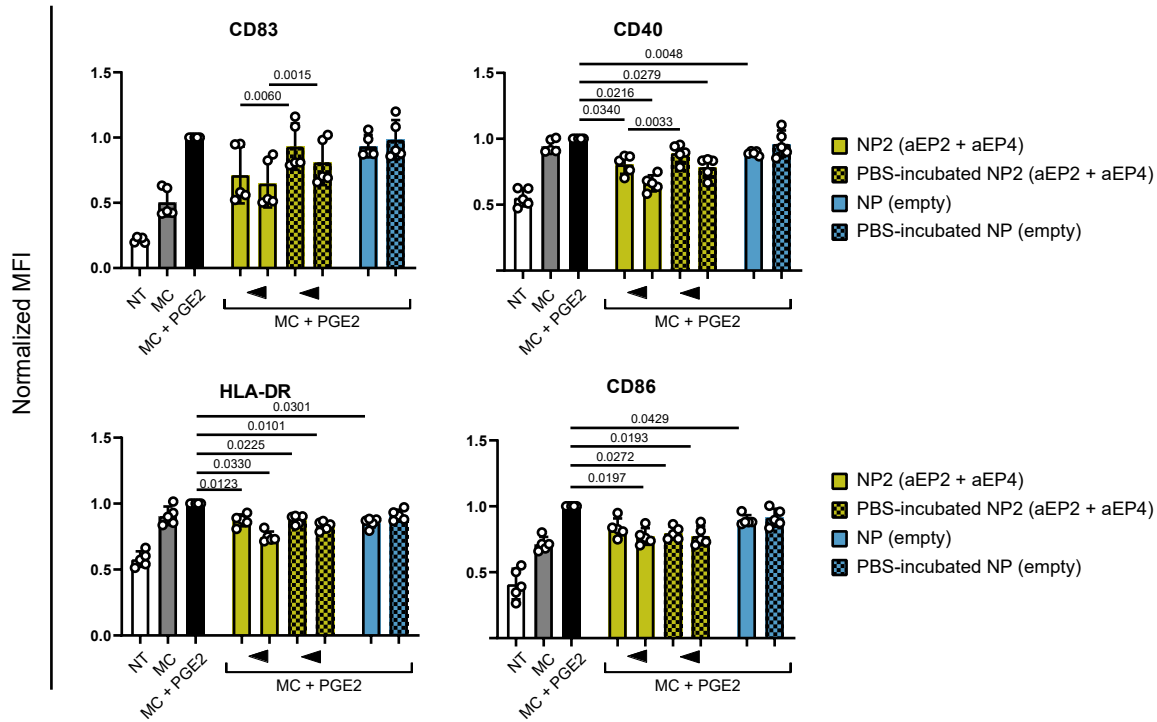 Normalized MFI
CD83
0.0015
0.0060
1.5
1.0
0.5
0.0
NT
MC
MC + PGE2
MC + PGE2
CD40
0.0048
0.0279
0.0216
0.0340
0.0033
1.5
1.0
0.5
NT
MC
MC + PGE2
MC + PGE2
NP2 (aEP2 + aEP4)
PBS-incubated NP2 (aEP2 + aEP4)
NP (empty)
PBS-incubated NP (empty)
HLA-DR
0.0301
0.0101
0.0225
0.0330
0.0123
1.5
1.0
0.5
0.0
NT
MC
MC + PGE2
MC + PGE2
CD86
0.0429
0.0193
0.0272
0.0197
1.5
1.0
0.5
NT
MC
MC + PGE2
MC + PGE2
NP2 (aEP2 + aEP4)
PBS-incubated NP2 (aEP2 + aEP4)
NP (empty)
PBS-incubated NP (empty)